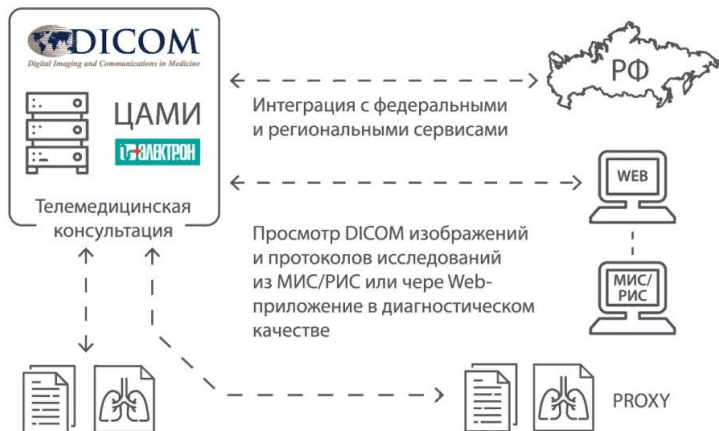 DICOM™
Digital Imaging and Communications in Medicine
ЦАМИ
ЭЛЕКТРОН
Телемедицинская
консультация
Интеграция с федеральными
и региональными сервисами
РФ
WEB
Просмотр DICOM изображений
и протоколов исследований
из МИС/РИС или чере Web-
приложение в диагностическом
качестве
МИС/
РИС
PROXY